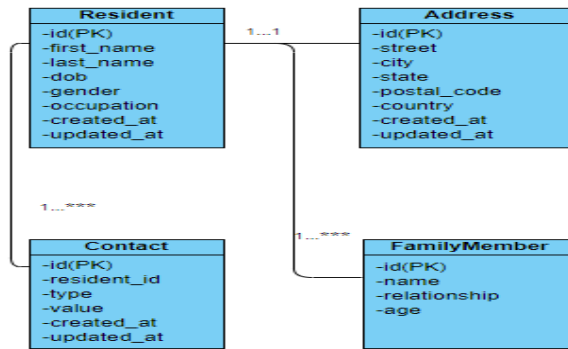 Resident
-id(PK)
-first_name
-last_name
-dob
-gender
-occupation
-created_at
-updated_at
1...1
Address
-id(PK)
-street
-city
-state
-postal_code
-country
-created_at
-updated_at
1...***
Contact
-id(PK)
-resident_id
-type
-value
-created_at
-updated_at
1...***
FamilyMember
-id(PK)
-name
-relationship
-age